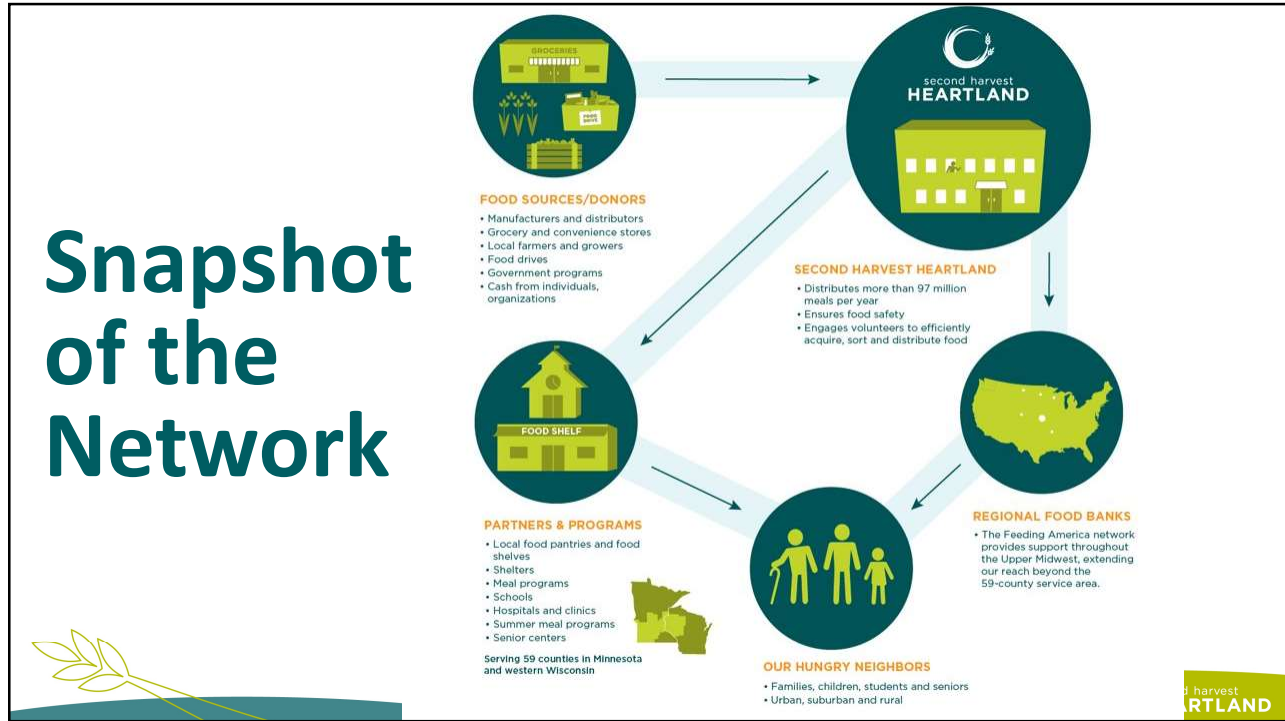 Snapshot
of the
Network
GROCERIES
FOOD
DRIVE
FOOD SOURCES/DONORS
• Manufacturers and distributors
• Grocery and convenience stores
• Local farmers and growers
• Food drives
• Government programs
• Cash from individuals,
organizations
second harvest
HEARTLAND
SECOND HARVEST HEARTLAND
• Distributes more than 97 million
meals per year
• Ensures food safety
• Engages volunteers to efficiently
acquire, sort and distribute food
FOOD SHELF
PARTNERS & PROGRAMS
• Local food pantries and food
shelves
• Shelters
• Meal programs
• Schools
• Hospitals and clinics
• Summer meal programs
• Senior centers
Serving 59 counties in Minnesota
and western Wisconsin
REGIONAL FOOD BANKS
• The Feeding America network
provides support throughout
the Upper Midwest, extending
our reach beyond the
59-county service area.
OUR HUNGRY NEIGHBORS
• Families, children, students and seniors
• Urban, suburban and rural
d harvest
ARTLAND